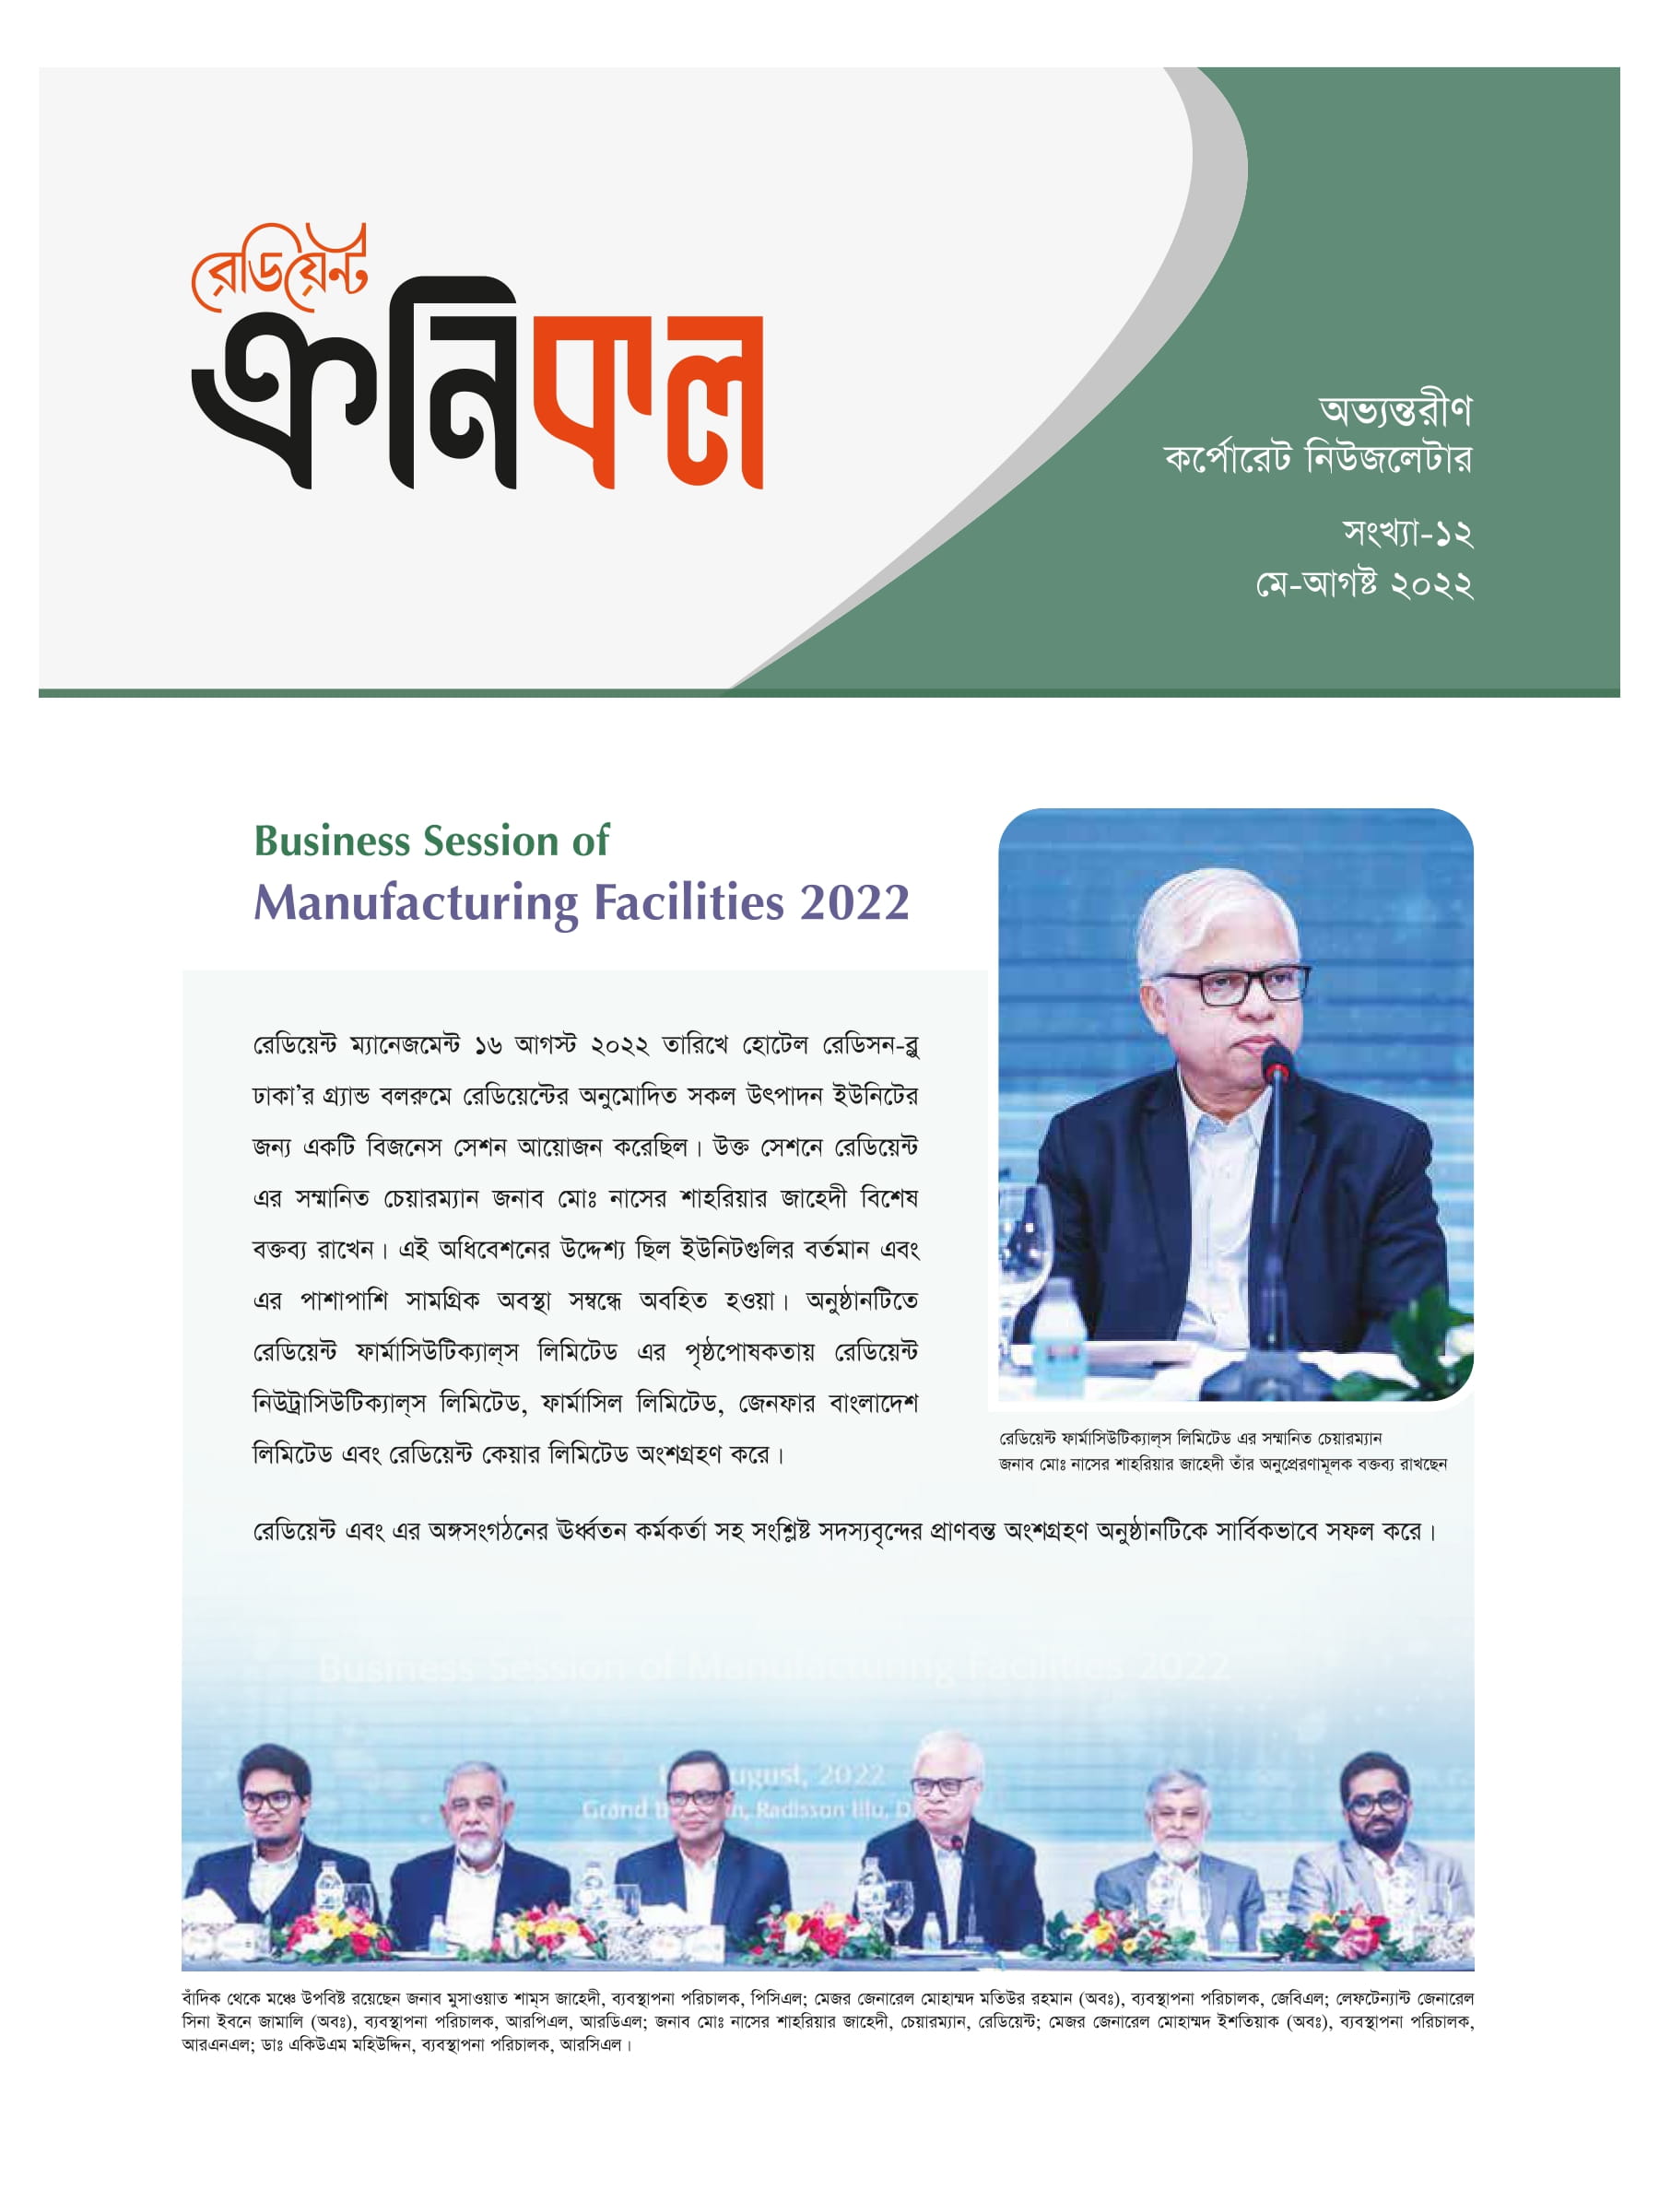 রেডিয়েন্ট
ক্রনিকল
অভ্যন্তরীণ
কর্পোরেট নিউজলেটার
সংখ্যা-১২
মে-আগষ্ট ২০২২
Business Session of
Manufacturing Facilities 2022
রেডিয়েন্ট ম্যানেজমেন্ট ১৬ আগস্ট ২০২২ তারিখে হোটেল রেডিসন-ব্লু
ঢাকা'র গ্র্যান্ড বলরুমে রেডিয়েন্টের অনুমোদিত সকল উৎপাদন ইউনিটের
জন্য একটি বিজনেস সেশন আয়োজন করেছিল। উক্ত সেশনে রেডিয়েন্ট
এর সম্মানিত চেয়ারম্যান জনাব মোঃ নাসের শাহরিয়ার জাহেদী বিশেষ
বক্তব্য রাখেন। এই অধিবেশনের উদ্দেশ্য ছিল ইউনিটগুলির বর্তমান এবং
এর পাশাপাশি সামগ্রিক অবস্থা সম্বন্ধে অবহিত হওয়া। অনুষ্ঠানটিতে
রেডিয়েন্ট ফার্মাসিউটিক্যাল্‌স লিমিটেড এর পৃষ্ঠপোষকতায় রেডিয়েন্ট
নিউট্রাসিউটিক্যাল্‌স লিমিটেড, ফার্মাসিল লিমিটেড, জেনফার বাংলাদেশ
লিমিটেড এবং রেডিয়েন্ট কেয়ার লিমিটেড অংশগ্রহণ করে।
রেডিয়েন্ট ফার্মাসিউটিক্যাল্‌স লিমিটেড এর সম্মানিত চেয়ারম্যান
জনাব মোঃ নাসের শাহরিয়ার জাহেদী তাঁর অনুপ্রেরণামূলক বক্তব্য রাখছেন
রেডিয়েন্ট এবং এর অঙ্গসংগঠনের ঊর্ধ্বতন কর্মকর্তা সহ সংশ্লিষ্ট সদস্যবৃন্দের প্রাণবন্ত অংশগ্রহণ অনুষ্ঠানটিকে সার্বিকভাবে সফল করে।
Business Session of Manufacturing Facilities 2022
2022
Grand Radisson Blu,
বাঁদিক থেকে মঞ্চে উপবিষ্ট রয়েছেন জনাব মুসাওয়াত শাম্‌স জাহেদী, ব্যবস্থাপনা পরিচালক, পিসিএল; মেজর জেনারেল মোহাম্মদ মতিউর রহমান (অবঃ), ব্যবস্থাপনা পরিচালক, জেবিএল; লেফটেন্যান্ট জেনারেল
সিনা ইবনে জামালি (অবঃ), ব্যবস্থাপনা পরিচালক, আরপিএল, আরডিএল; জনাব মোঃ নাসের শাহরিয়ার জাহেদী, চেয়ারম্যান, রেডিয়েন্ট; মেজর জেনারেল মোহাম্মদ ইশতিয়াক (অবঃ), ব্যবস্থাপনা পরিচালক,
আরএনএল; ডাঃ একিউএম মহিউদ্দিন, ব্যবস্থাপনা পরিচালক, আরসিএল।